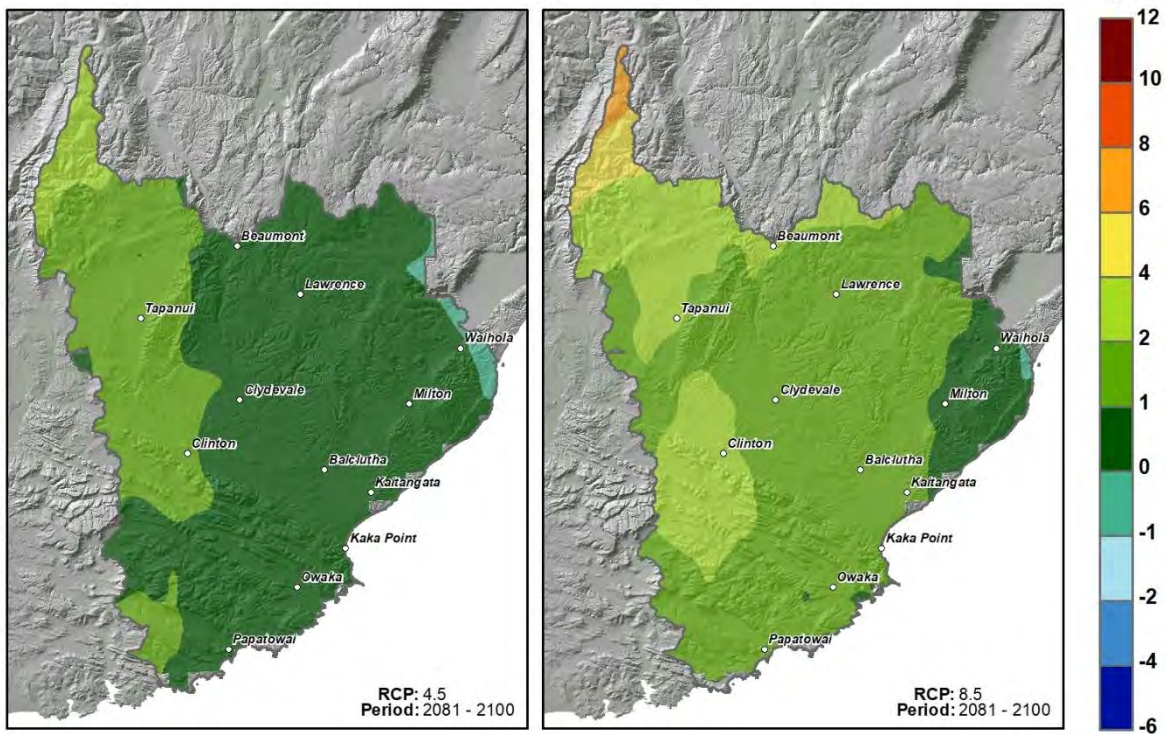 Beaumont
Lawrence
Tapanui
Waihola
Clydevale
Milton
Clinton
Balclutha
Kaitangata
Kaka Point
Owaka
Papatowai
RCP: 4.5
Period: 2081 - 2100
Beaumont
Lawrence
Tapanui
Waihola
Clydevale
Milton
Clinton
Balclutha
Kaitangata
Kaka Point
Owaka
Papatowai
RCP: 8.5
Period: 2081 - 2100
12
10
8
6
4
2
1
0
-1
-2
-4
-6